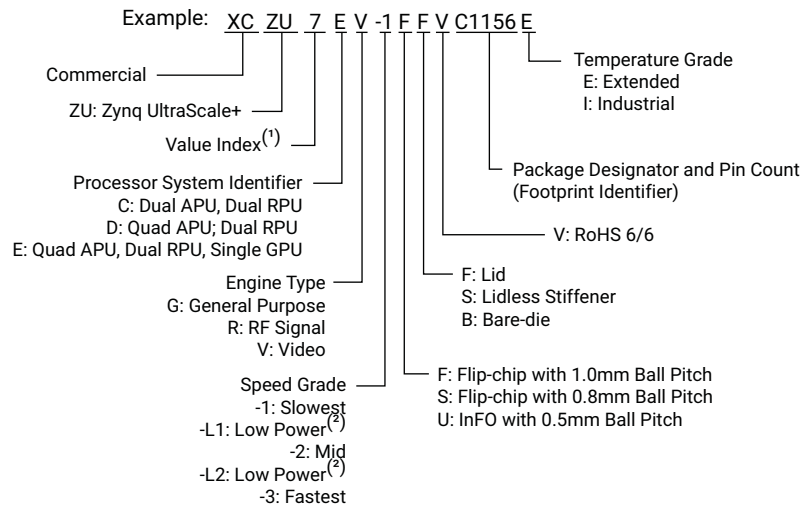 Example: XC ZU 7 E V -1 F F V C1156 E
Commercial
ZU: Zynq UltraScale+
Value Index(1)
Processor System Identifier
C: Dual APU, Dual RPU
D: Quad APU; Dual RPU
E: Quad APU, Dual RPU, Single GPU
Engine Type
G: General Purpose
R: RF Signal
V: Video
Speed Grade
-1: Slowest
-L1: Low Power(2)
-2: Mid
-L2: Low Power(2)
-3: Fastest
Temperature Grade
E: Extended
I: Industrial
Package Designator and Pin Count
(Footprint Identifier)
V: RoHS 6/6
F: Lid
S: Lidless Stiffener
B: Bare-die
F: Flip-chip with 1.0mm Ball Pitch
S: Flip-chip with 0.8mm Ball Pitch
U: InFO with 0.5mm Ball Pitch